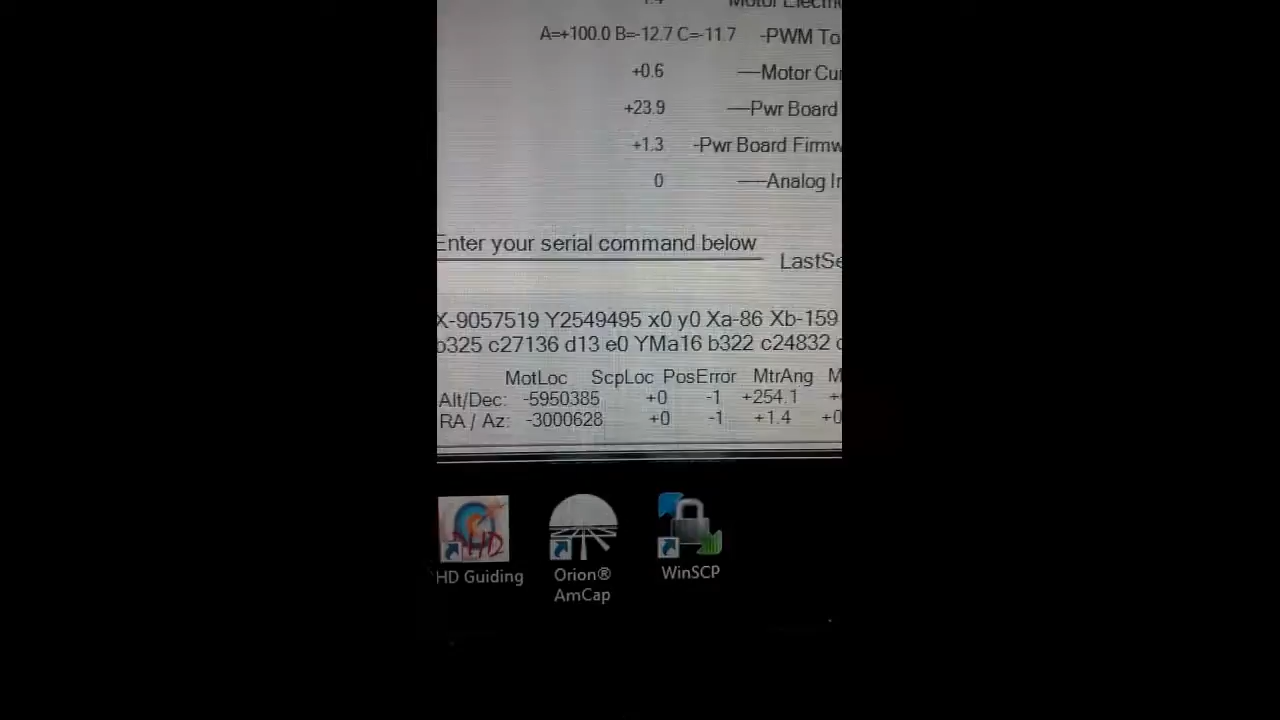 A=+100.0 B=-12.7 C=-11.7 -PWM To
+0.6 —Motor Cu
+23.9 —Pwr Board
+1.3 -Pwr Board Firmw
0 —Analog In
Enter your serial command below
LastSe
X-9057519 Y2549495 x0 y0 Xa-86 Xb-159
b325 c27136 d13 e0 YMa16 b322 c24832
MotLoc ScpLoc PosError MtrAng M
Alt/Dec: -5950385 +0 -1 +254.1 +
RA / Az: -3000628 +0 -1 +1.4 +0
HD Guiding
Orion®
AmCap
WinSCP